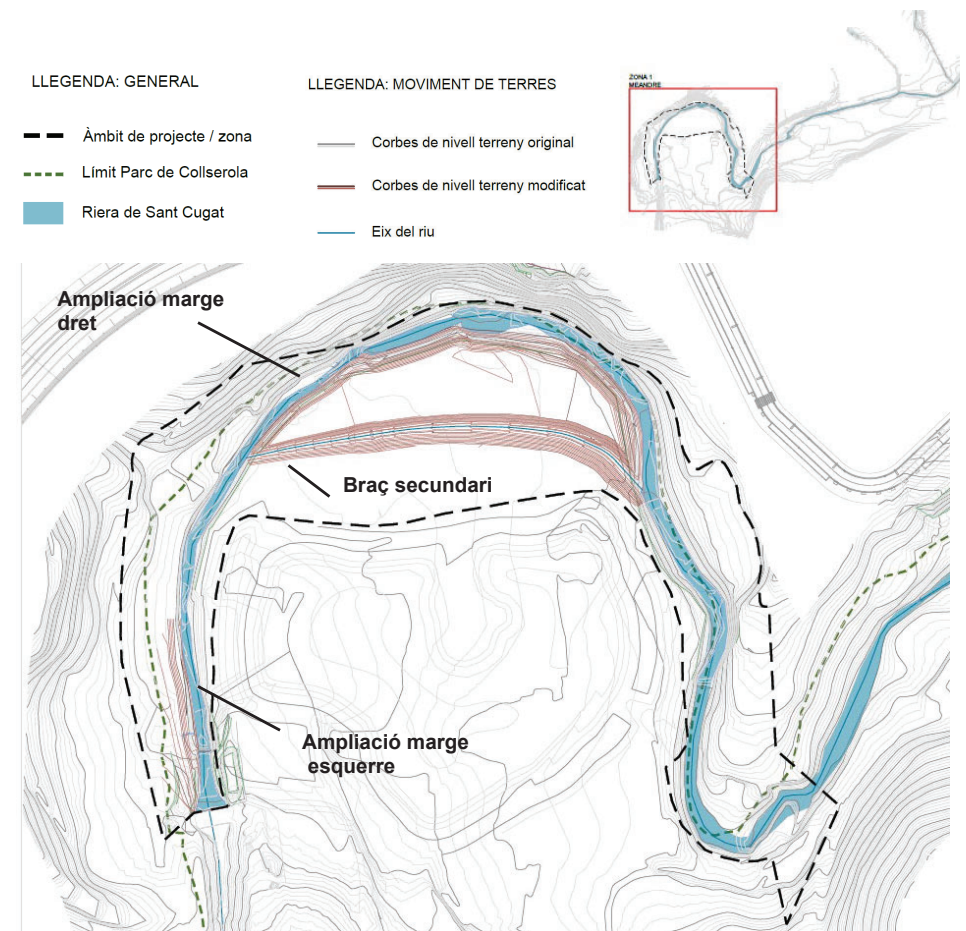 LLEGENDA: GENERAL
Àmbit de projecte / zona
Límit Parc de Collserola
Riera de Sant Cugat
LLEGENDA: MOVIMENT DE TERRES
Corbes de nivell terreny original
Corbes de nivell terreny modificat
Eix del riu
ZONA 1
MEANDRE
Ampliació marge
dret
Braç secundari
Ampliació marge
esquerre